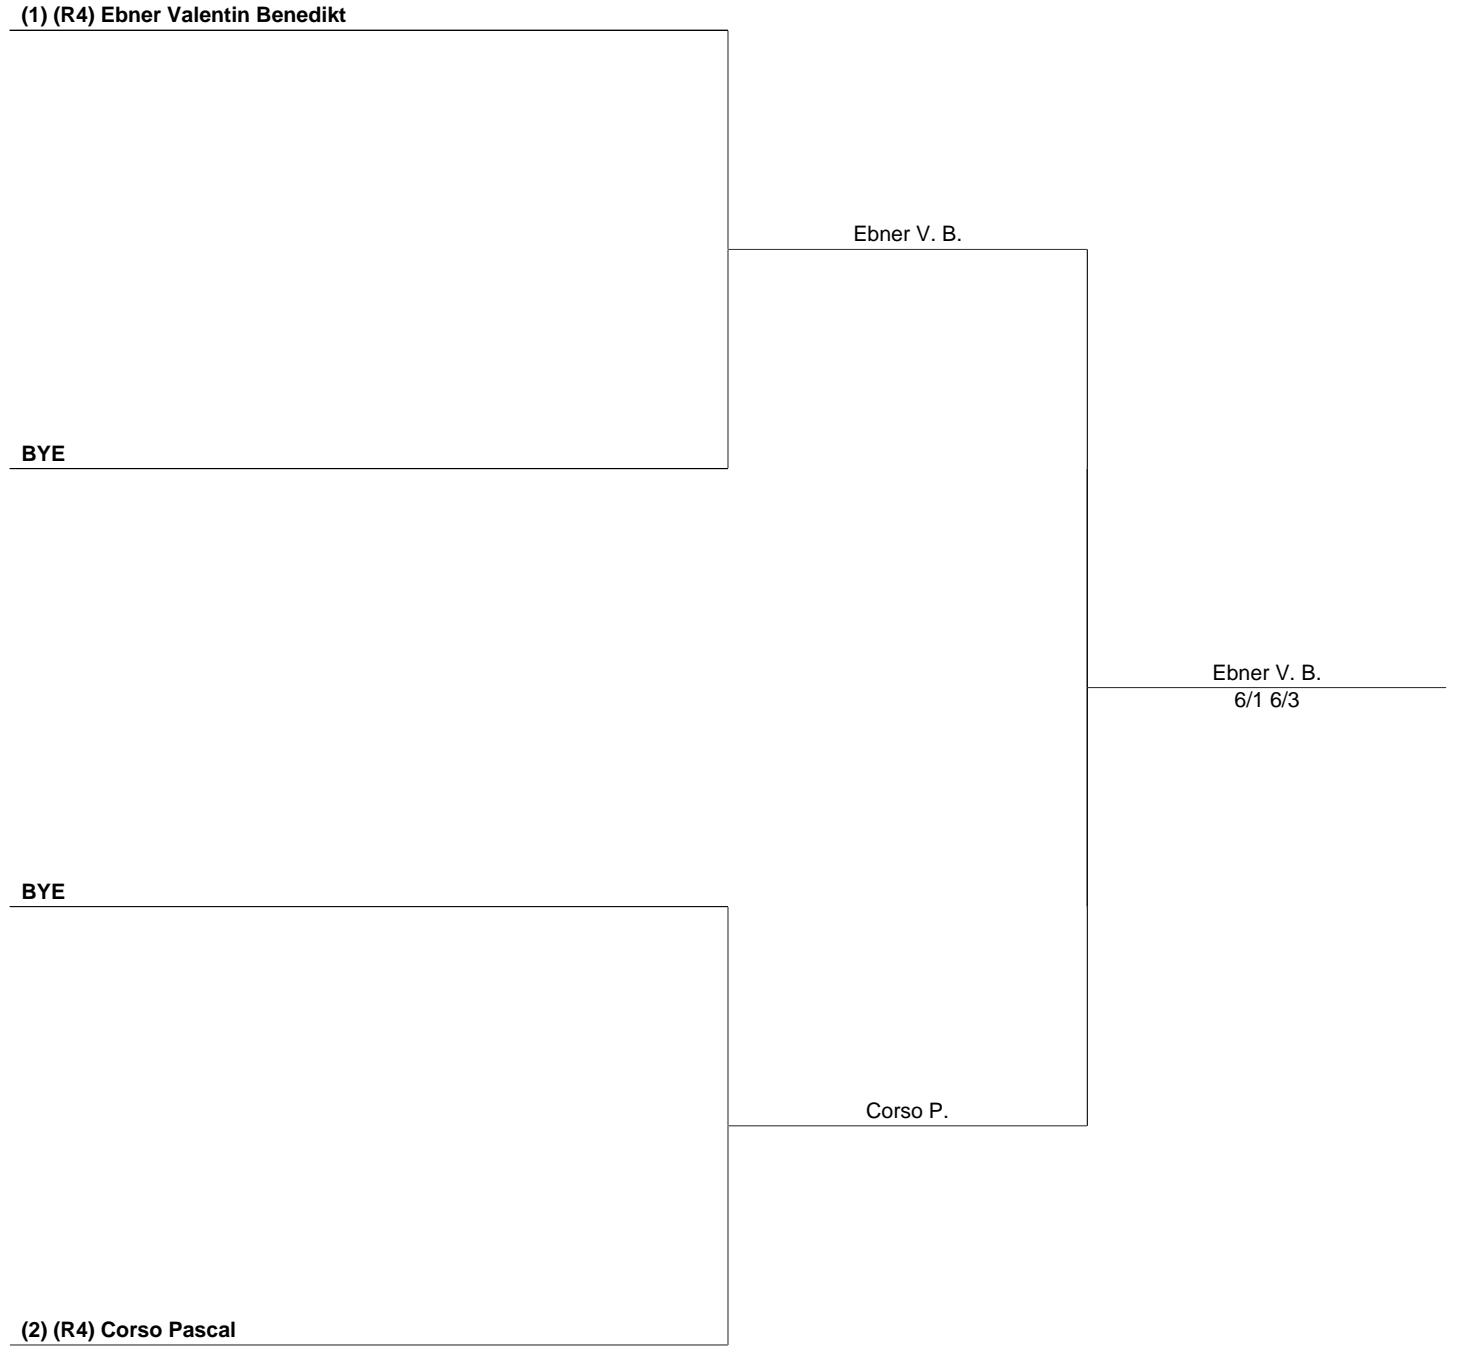 (1) (R4) Ebner Valentin Benedikt
Ebner V. B.
BYE
Ebner V. B.
6/1 6/3
BYE
Corso P.
(2) (R4) Corso Pascal